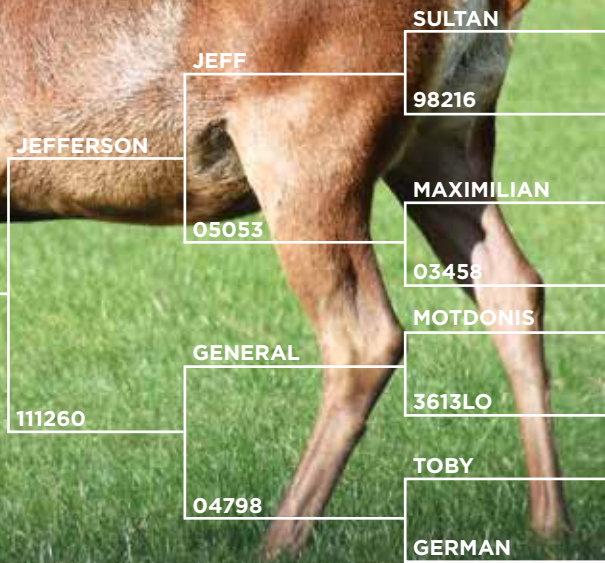 SULTAN
JEFF
98216
JEFFERSON
MAXIMILIAN
05053
03458
MOTDONIS
GENERAL
3613LO
111260
TOBY
04798
GERMAN